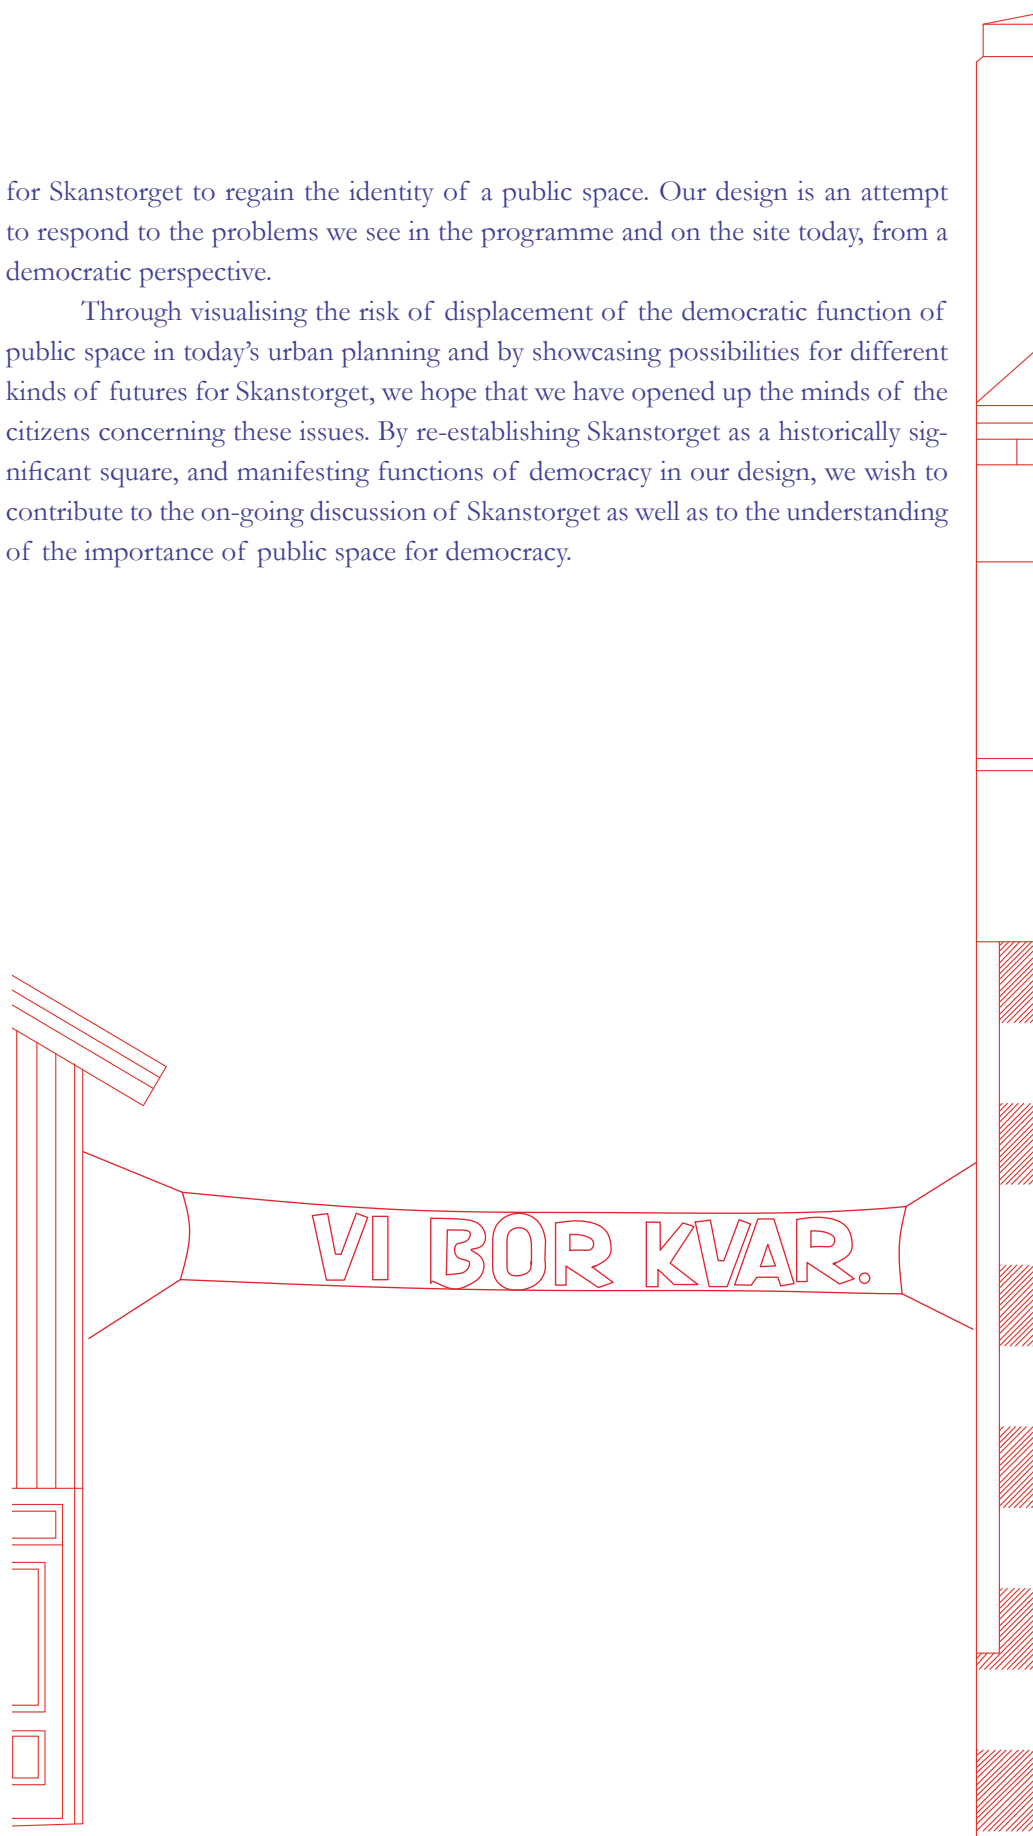 for Skanstorget to regain the identity of a public space. Our design is an attempt
to respond to the problems we see in the programme and on the site today, from a
democratic perspective.
Through visualising the risk of displacement of the democratic function of
public space in today's urban planning and by showcasing possibilities for different
kinds of futures for Skanstorget, we hope that we have opened up the minds of the
citizens concerning these issues. By re-establishing Skanstorget as a historically sig-
nificant square, and manifesting functions of democracy in our design, we wish to
contribute to the on-going discussion of Skanstorget as well as to the understanding
of the importance of public space for democracy.
VI BOR KVAR.